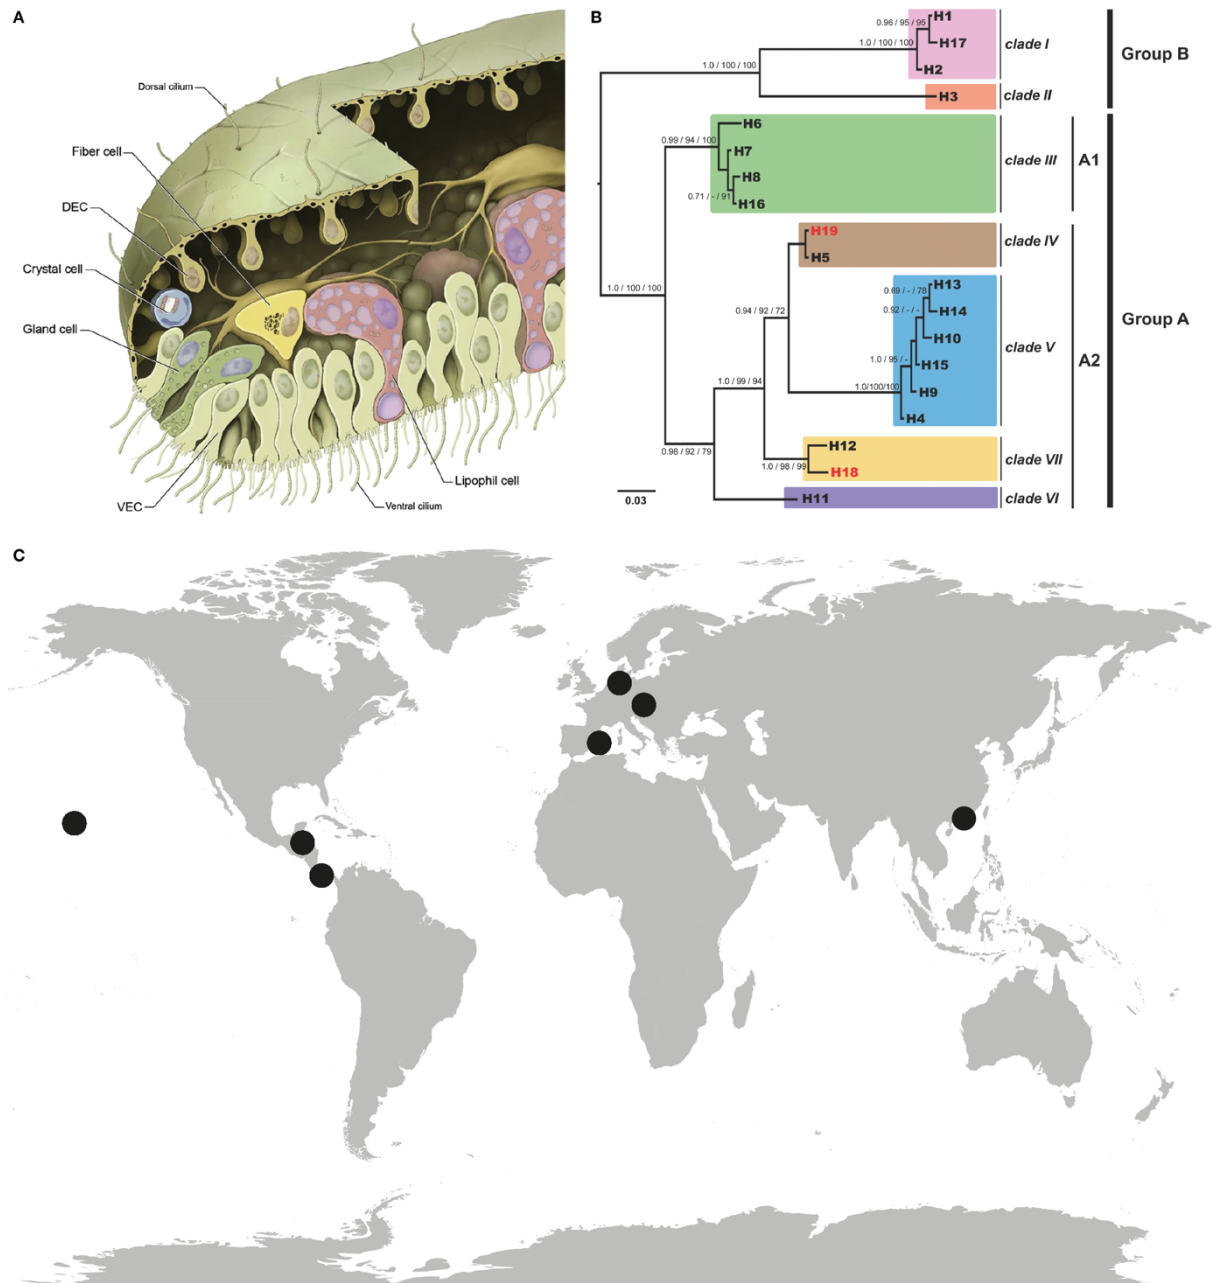 A
Dorsal cilium
Fiber cell
DEC
Crystal cell
Gland cell
VEC
Lipophil cell
Ventral cilium
B
0.96 / 95 / 95
H1
1.0 / 100 / 100
H17
H2
clade I
1.0 / 100 / 100
H3
clade II
Group B
0.99 / 94 / 100
H6
H7
H8
0.71 / - / 91
H16
clade III
A1
1.0 / 100 / 100
H19
H5
clade IV
0.94 / 92 / 72
0.69 / - / 78
H13
0.92 / - / -
H14
H10
1.0 / 95 / -
H15
1.0/100/100
H9
H4
clade V
Group A
A2
1.0 / 99 / 94
H12
1.0 / 98 / 99
H18
clade VII
0.98 / 92 / 79
H11
clade VI
0.03
C